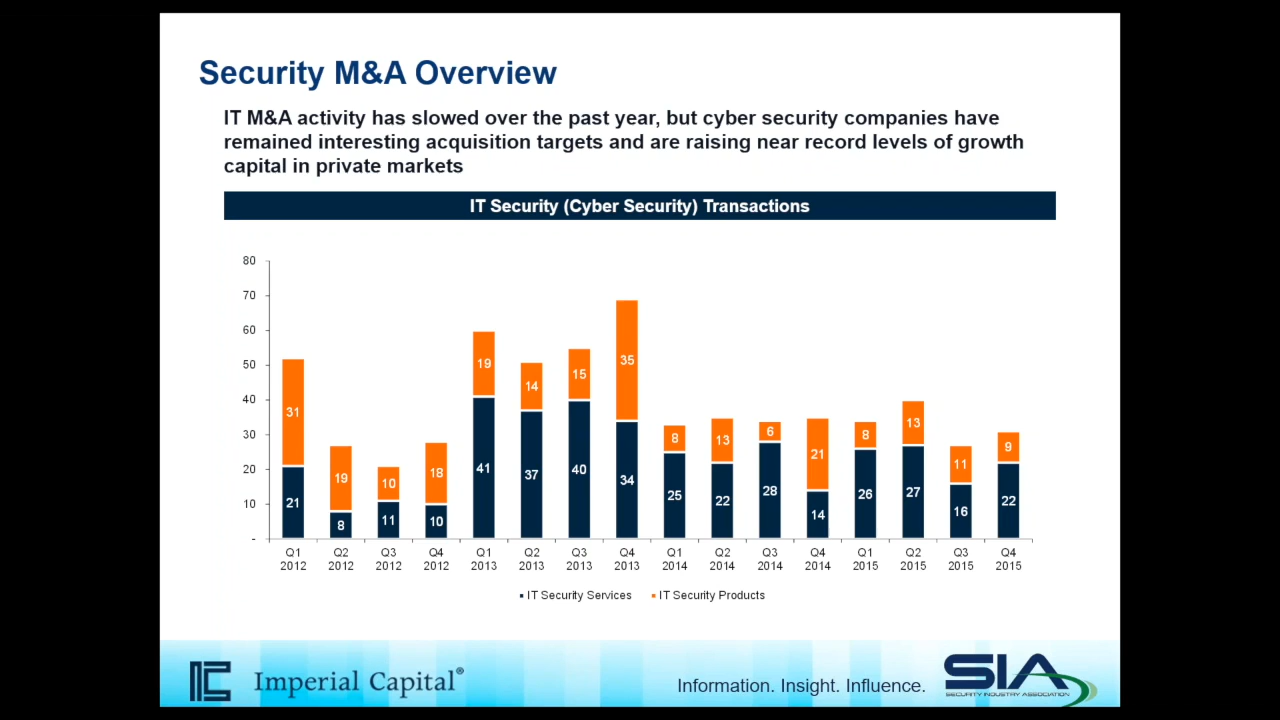 Security M&A Overview
IT M&A activity has slowed over the past year, but cyber security companies have
remained interesting acquisition targets and are raising near record levels of growth
capital in private markets
IT Security (Cyber Security) Transactions
80
70
60
50
40
30
20
10
-
31 19 10 18 19 14 15 35 8 13 6 21 8 13 11 9
21 8 11 10 41 37 40 34 25 22 28 14 26 27 16 22
Q1 Q2 Q3 Q4 Q1 Q2 Q3 Q4 Q1 Q2 Q3 Q4 Q1 Q2 Q3 Q4
2012 2012 2012 2012 2013 2013 2013 2013 2014 2014 2014 2014 2015 2015 2015 2015
IT Security Services IT Security Products
Imperial Capital®
Information. Insight. Influence.
SIA
SECURITY INDUSTRY ASSOCIATION